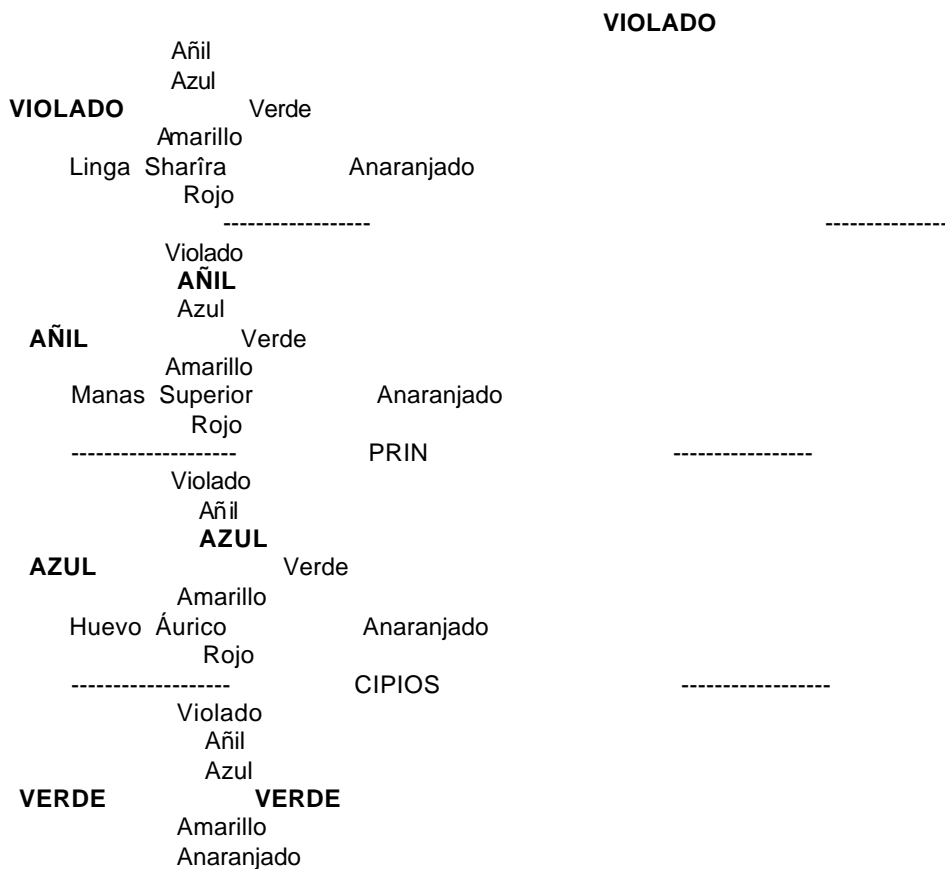 VIOLADO
Añil
Azul
VIOLADO Verde
Amarillo
Linga Sharîra Anaranjado
Rojo
------------------ ---------------
Violado
AÑIL
Azul
AÑIL Verde
Amarillo
Manas Superior Anaranjado
Rojo
-------------------- PRIN -----------------
Violado
Añil
AZUL
AZUL Verde
Amarillo
Huevo Áurico Anaranjado
Rojo
------------------- CIPIOS ------------------
Violado
Añil
Azul
VERDE VERDE
Amarillo
Anaranjado